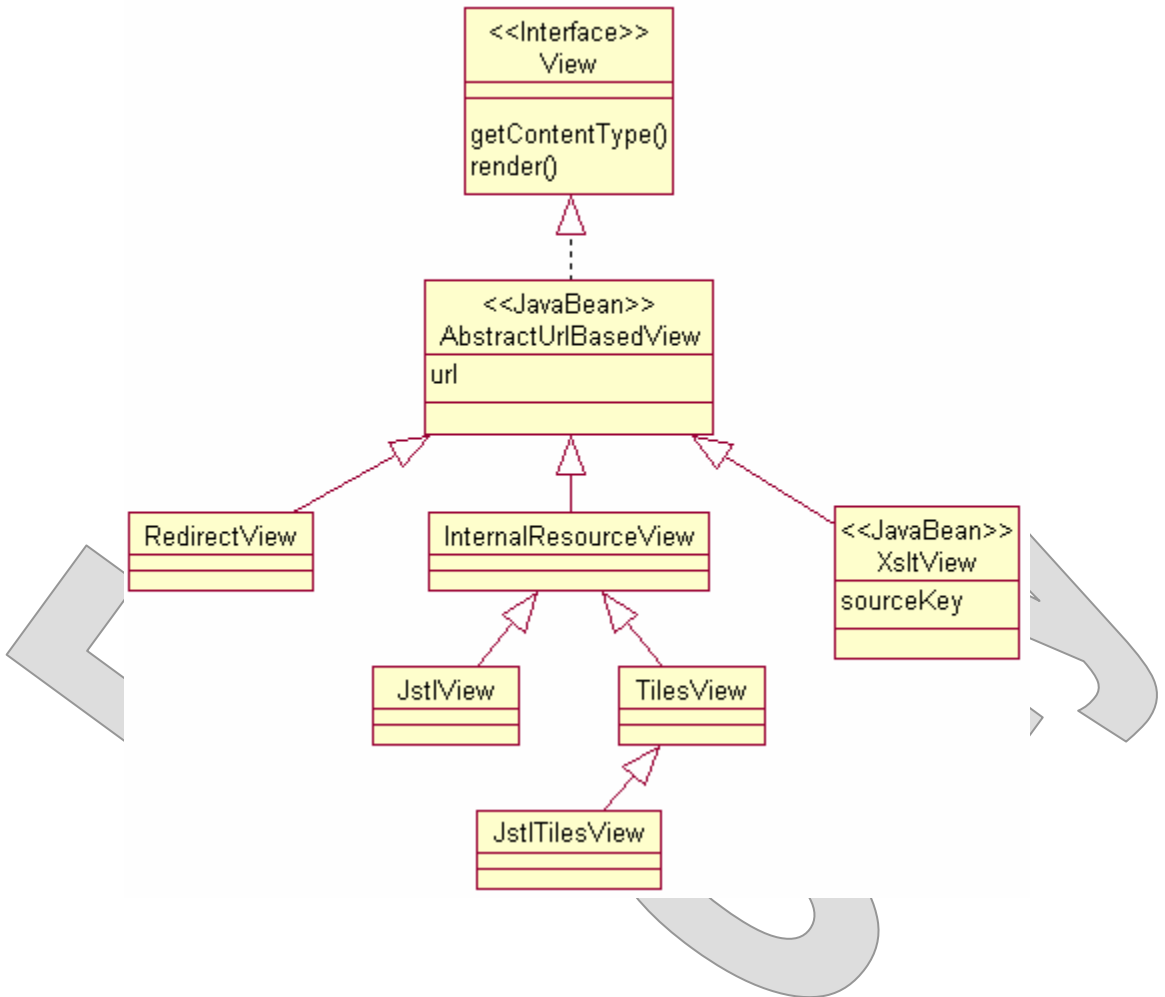 <<Interface>>
View
getContentType()
render()
<<JavaBean>>
AbstractUrlBasedView
url
RedirectView
InternalResourceView
<<JavaBean>>
XsltView
sourceKey
JstlView
TilesView
JstlTilesView